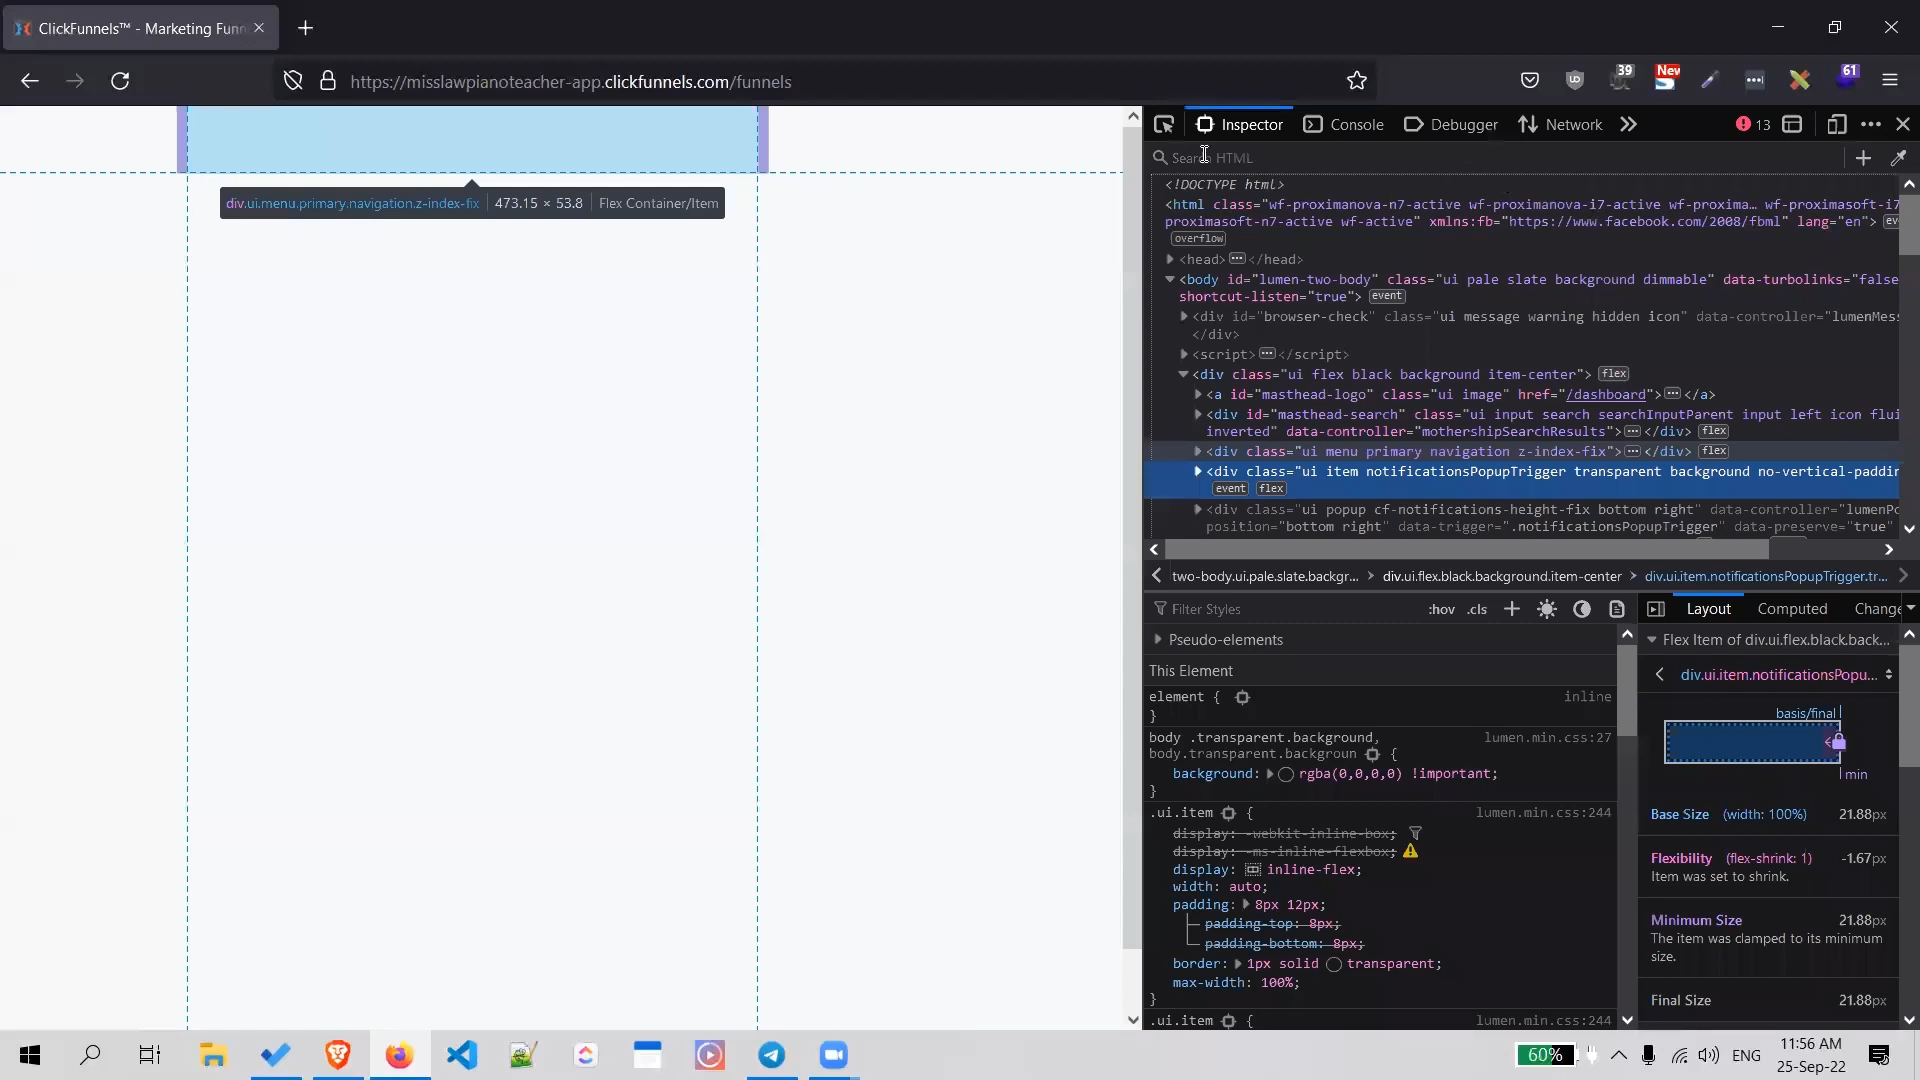 ClickFunnels™ - Marketing Funn
https://misslawpianoteacher-app.clickfunnels.com/funnels
39
New
61
Inspector
Console
Debugger
Network
13
Search HTML
div.ui.menu.primary.navigation.z-index-fix
473.15 × 53.8
Flex Container/Item
<!DOCTYPE html>
<html class="wf-proximanova-n7-active wf-proximanova-i7-active wf-proxima… wf-proximasoft-i7
proximasoft-n7-active wf-active" xmlns:fb="https://www.facebook.com/2008/fbml" lang="en"> eve
overflow
<head> ••• </head>
<body id="lumen-two-body" class="ui pale slate background dimmable" data-turbolinks="false
shortcut-listen="true"> event
<div id="browser-check" class="ui message warning hidden icon" data-controller="lumenMess
</div>
<script> ••• </script>
<div class="ui flex black background item-center"> flex
<a id="masthead-logo" class="ui image" href="/dashboard"> ••• </a>
<div id="masthead-search" class="ui input search searchInputParent input left icon flui
inverted" data-controller="mothershipSearchResults"> ••• </div> flex
<div class="ui menu primary navigation z-index-fix"> ••• </div> flex
<div class="ui item notificationsPopupTrigger transparent background no-vertical-paddin
event flex
<div class="ui popup cf-notifications-height-fix bottom right" data-controller="lumenPo
position="bottom right" data-trigger=".notificationsPopupTrigger" data-preserve="true"
two-body.ui.pale.slate.backgr...
div.ui.flex.black.background.item-center
div.ui.item.notificationsPopupTrigger.tr...
Filter Styles
:hov
.cls
Layout
Computed
Change
Pseudo-elements
This Element
element {
inline
}
body .transparent.background,
lumen.min.css:27
body.transparent.backgroun {
background: rgba(0,0,0,0) !important;
}
.ui.item {
lumen.min.css:244
display: -webkit-inline-box;
display: -ms-inline-flexbox;
display: inline-flex;
width: auto;
padding: 8px 12px;
padding-top: 8px;
padding-bottom: 8px;
border: 1px solid transparent;
max-width: 100%;
}
.ui.item {
lumen.min.css:244
Flex Item of div.ui.flex.black.back...
div.ui.item.notificationsPopu...
basis/final
min
Base Size (width: 100%) 21.88px
Flexibility (flex-shrink: 1) -1.67px
Item was set to shrink.
Minimum Size 21.88px
The item was clamped to its minimum
size.
Final Size 21.88px
60%
ENG
11:56 AM
25-Sep-22